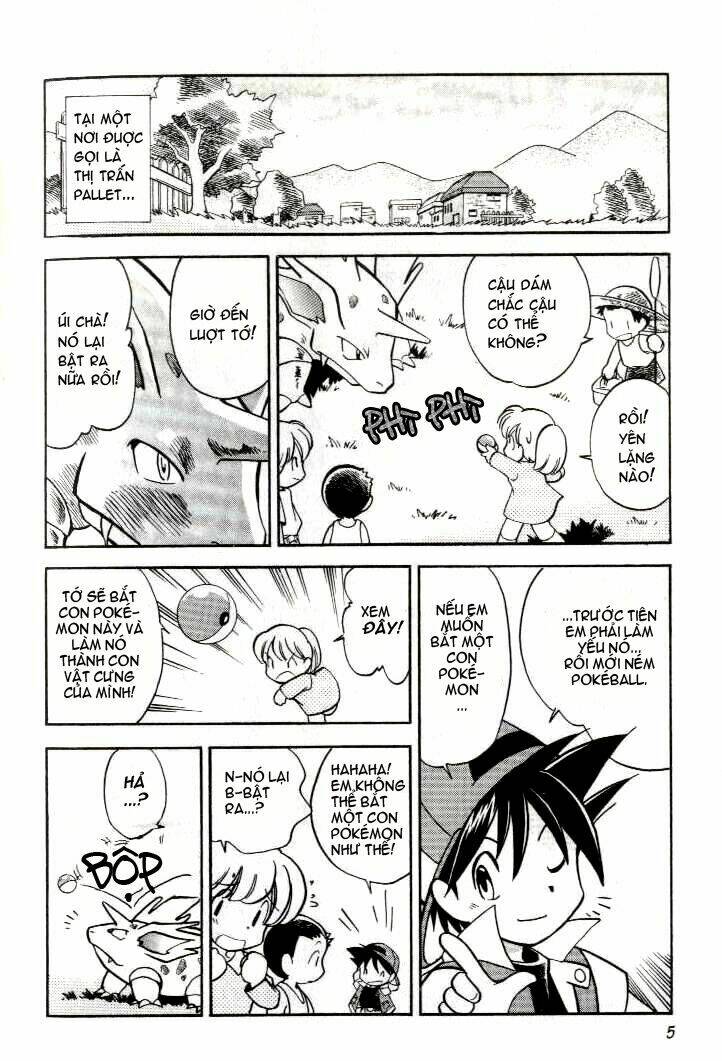 TẠI MỘT
NƠI ĐƯỢC
GỌI LÀ
THỊ TRẤN
PALLET...
CẬU DÁM
CHẮC CẬU
CÓ THỂ
KHÔNG?
RỒI!
YÊN
LẶNG
NÀO!
PHÌ PHÌ
GIỜ ĐẾN
LƯỢT TỚ!
ÚI CHÀ!
NÓ LẠI
BẬT RA
NỮA RỒI!
...TRƯỚC TIÊN
EM PHẢI LÀM
YẾU NÓ...
RỒI MỚI NÉM
POKÉBALL.
NẾU EM
MUỐN
BẮT MỘT
CON
POKÉ-
MON
...
XEM
ĐÂY!
TỚ SẼ BẮT
CON POKÉ-
MON NÀY VÀ
LÀM NÓ
THÀNH CON
VẬT CƯNG
CỦA MÌNH!
HAHAHA!
EM KHÔNG
THỂ BẮT
MỘT CON
POKÉMON
NHƯ THẾ!
N-NÓ LẠI
B-BẬT
RA...?
HẢ
...?
BỘP
5